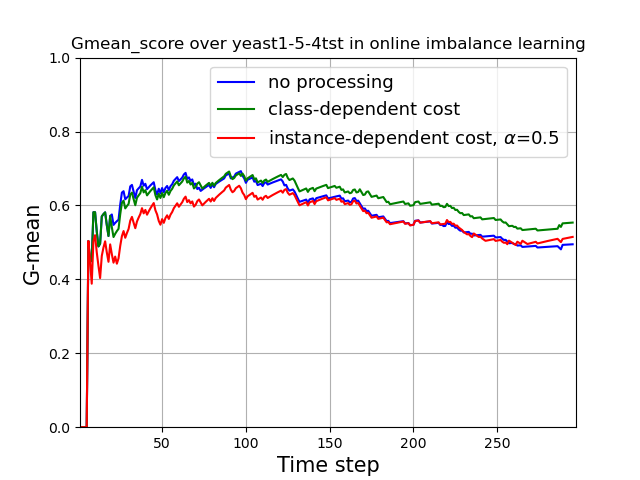 Gmean_score over yeast1-5-4tst in online imbalance learning
1.0
0.8
0.6
0.4
0.2
0.0
G-mean
no processing
class-dependent cost
instance-dependent cost, α=0.5
50
100
150
200
250
Time step